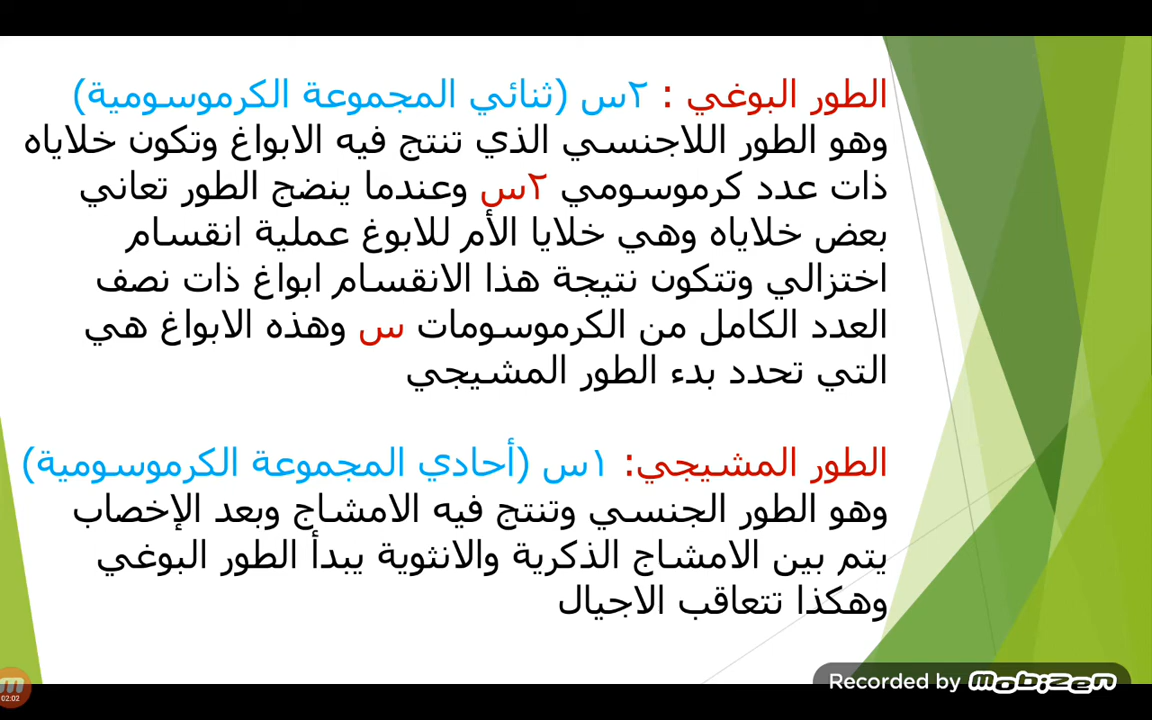 الطور البوغي : ٢س (ثنائي المجموعة الكرموسومية)
وهو الطور اللاجنسي الذي تنتج فيه الابواغ وتكون خلاياه
ذات عدد كرموسومي ٢س وعندما ينضج الطور تعاني
بعض خلاياه وهي خلايا الأم للابوغ عملية انقسام
اختزالي وتتكون نتيجة هذا الانقسام ابواغ ذات نصف
العدد الكامل من الكرموسومات س وهذه الابواغ هي
التي تحدد بدء الطور المشيجي
الطور المشيجي: ١س (أحادي المجموعة الكرموسومية)
وهو الطور الجنسي وتنتج فيه الامشاج وبعد الإخصاب
يتم بين الامشاج الذكرية والانثوية يبدأ الطور البوغي
وهكذا تتعاقب الاجيال
Recorded by mobizen
m
02:02